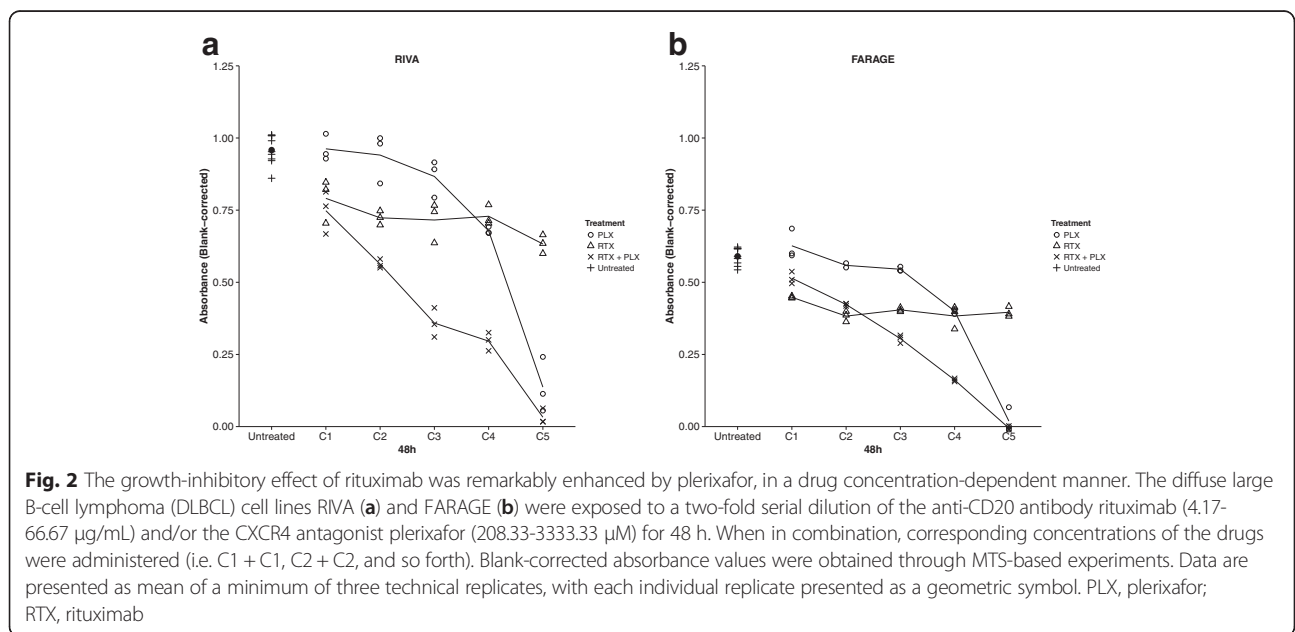 a
RIVA
1.25
1.00
0.75
0.50
0.25
0.00
Absorbance (Blank−corrected)
Untreated C1 C2 C3 C4 C5
48h
Treatment
PLX
RTX
RTX + PLX
Untreated
b
FARAGE
1.25
1.00
0.75
0.50
0.25
0.00
Absorbance (Blank−corrected)
Untreated C1 C2 C3 C4 C5
48h
Treatment
PLX
RTX
RTX + PLX
Untreated
Fig. 2 The growth-inhibitory effect of rituximab was remarkably enhanced by plerixafor, in a drug concentration-dependent manner. The diffuse large
B-cell lymphoma (DLBCL) cell lines RIVA (a) and FARAGE (b) were exposed to a two-fold serial dilution of the anti-CD20 antibody rituximab (4.17-
66.67 μg/mL) and/or the CXCR4 antagonist plerixafor (208.33-3333.33 μM) for 48 h. When in combination, corresponding concentrations of the drugs
were administered (i.e. C1 + C1, C2 + C2, and so forth). Blank-corrected absorbance values were obtained through MTS-based experiments. Data are
presented as mean of a minimum of three technical replicates, with each individual replicate presented as a geometric symbol. PLX, plerixafor;
RTX, rituximab